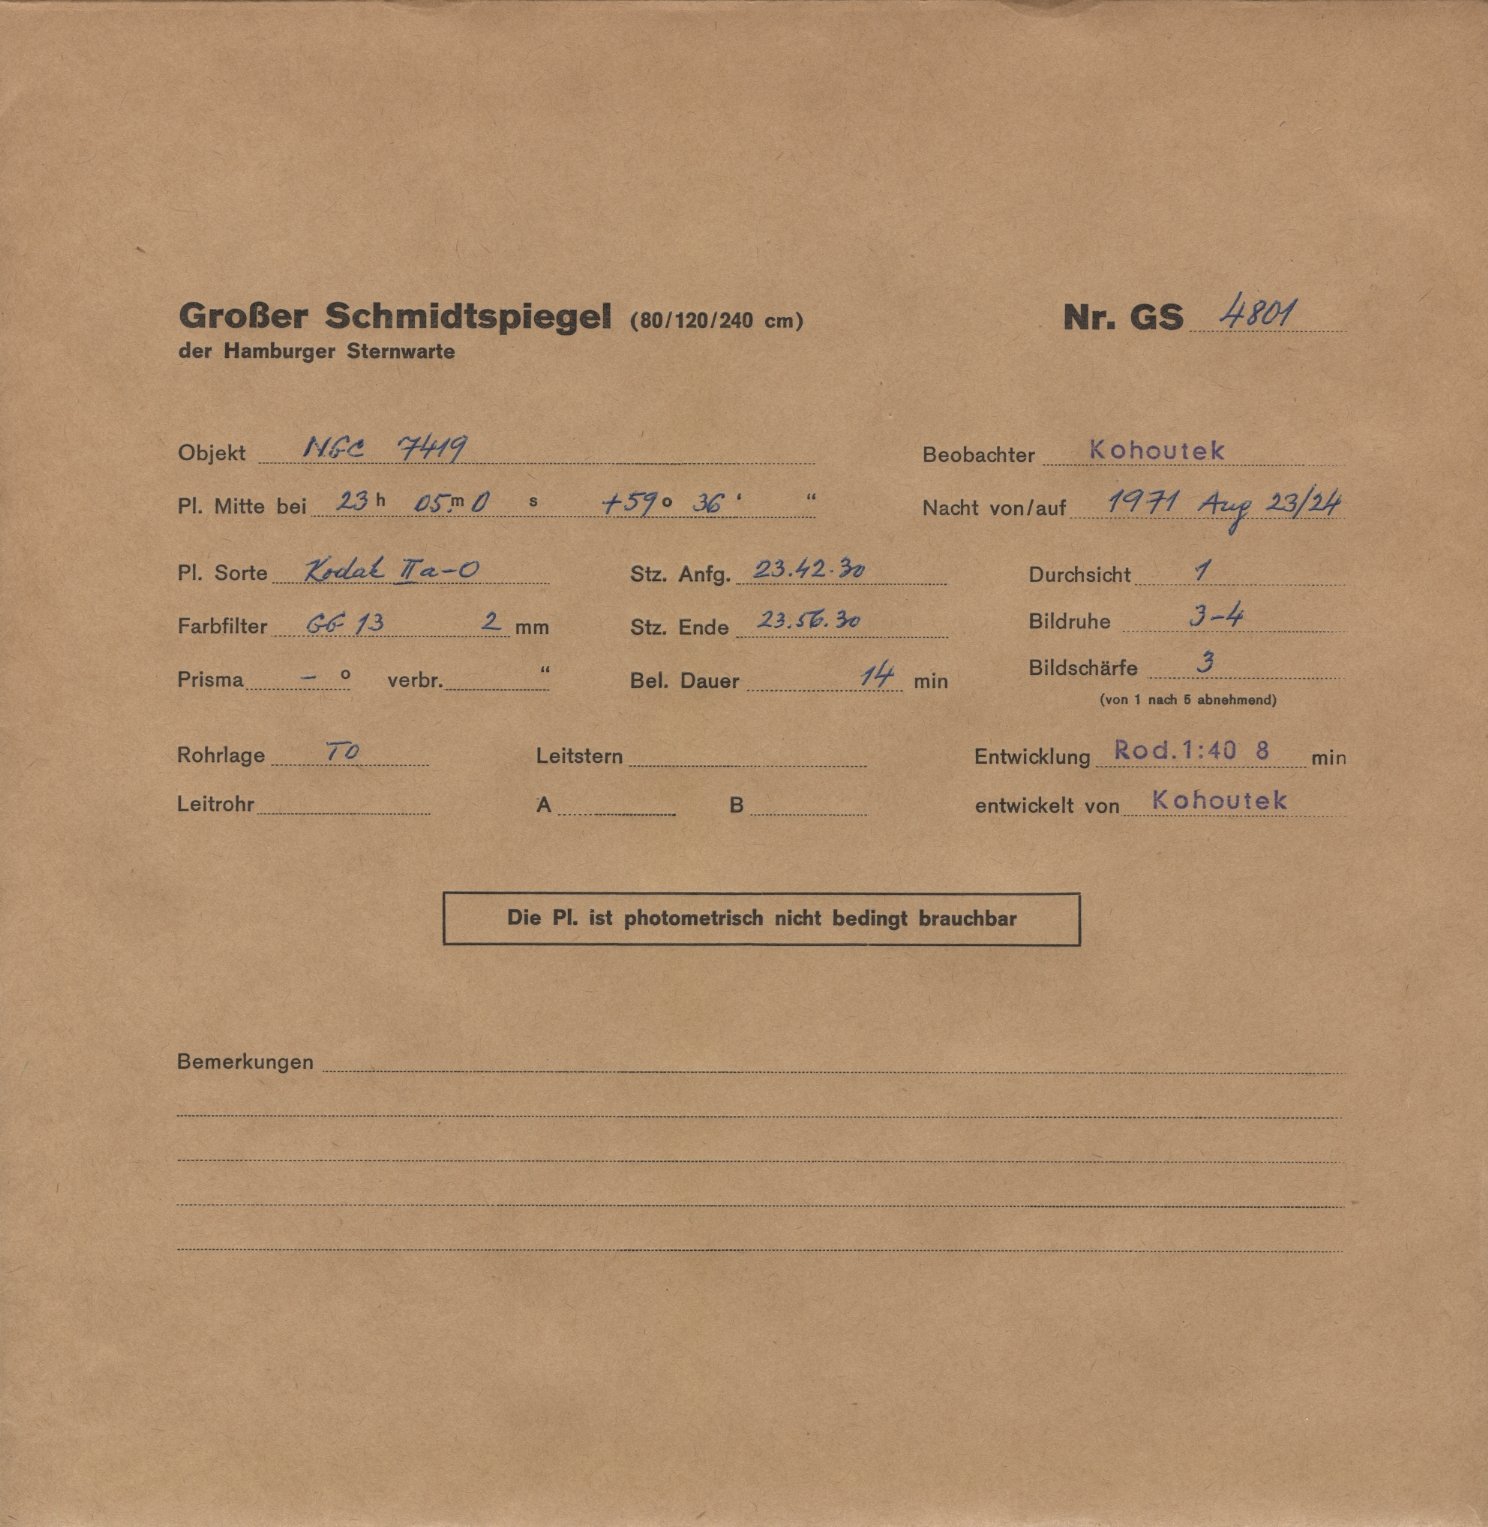 Großer Schmidtspiegel (80/120/240 cm) Nr. GS 4801
der Hamburger Sternwarte
Objekt NGC 7419 Beobachter Kohoutek
Pl. Mitte bei 23 h 05. m 0 s +59 o 36 ‘ “ Nacht von/auf 1971 Aug 23/24
Pl. Sorte Kodak IIa-O Stz. Anfg. 23.42.30 Durchsicht 1
Farbfilter GG 13 2 mm Stz. Ende 23.56.30 Bildruhe 3-4
Prisma – o verbr. “ Bel. Dauer 14 min Bildschärfe 3
(von 1 nach 5 abnehmend)
Rohrlage TO Leitstern Entwicklung Rod.1:40 8 min
Leitrohr A B entwickelt von Kohoutek
Die Pl. ist photometrisch nicht bedingt brauchbar
Bemerkungen